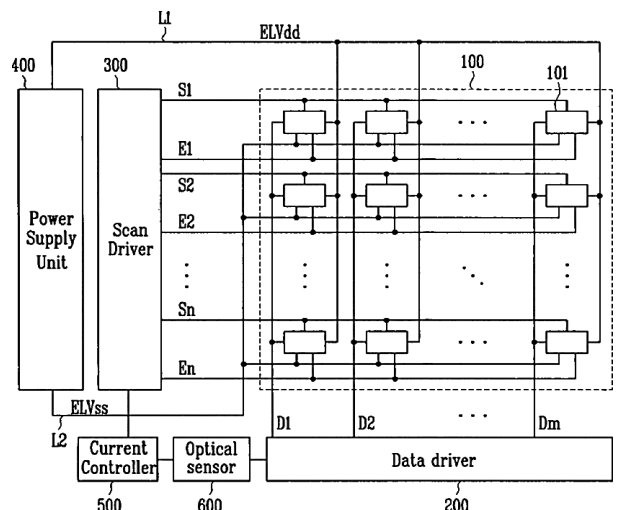 L1
ELVdd
400
300
100
101
S1
E1
S2
E2
Power
Supply
Unit
Scan
Driver
Sn
En
ELVss
L2
D1
D2
Dm
Current
Controller
Optical
sensor
Data driver
500
600
200